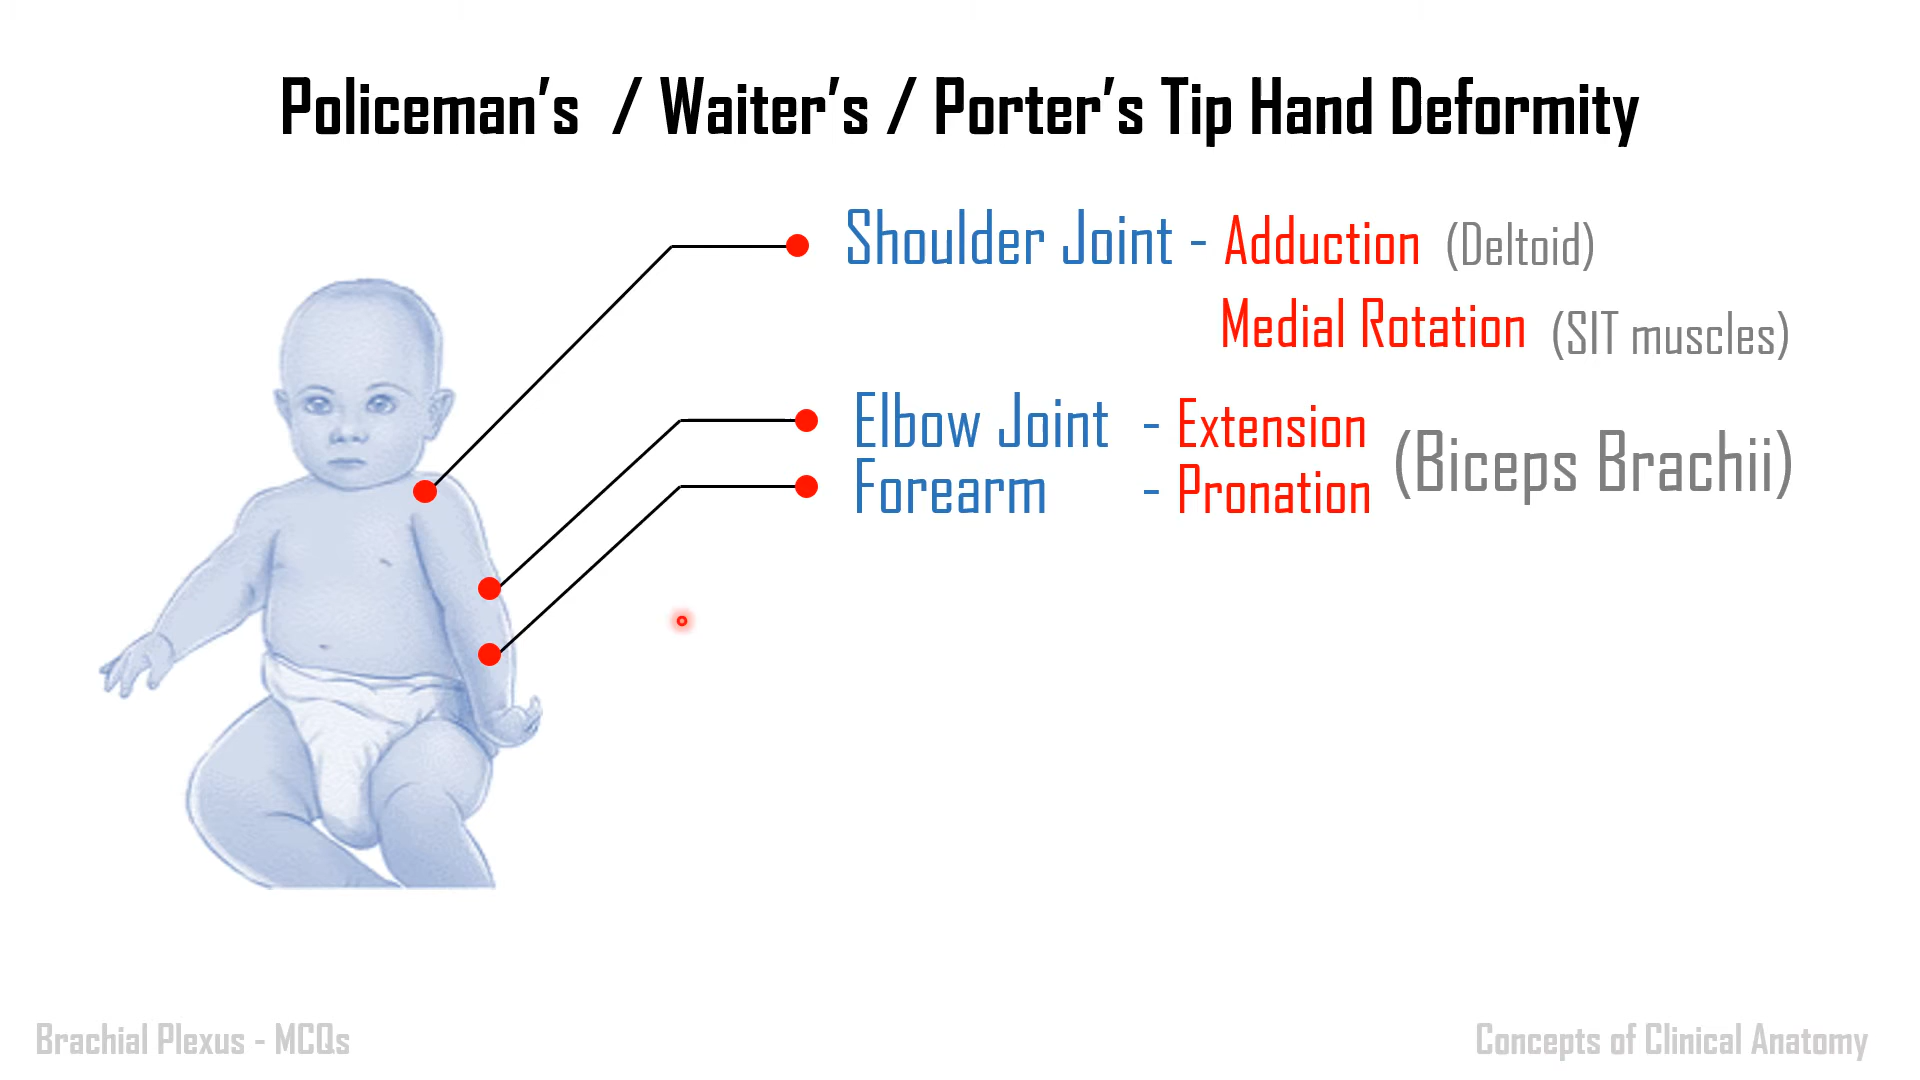 Policeman’s / Waiter’s / Porter’s Tip Hand Deformity
Shoulder Joint - Adduction (Deltoid)
Medial Rotation (SIT muscles)
Elbow Joint - Extension
(Biceps Brachii)
Forearm - Pronation
Brachial Plexus - MCQs
Concepts of Clinical Anatomy